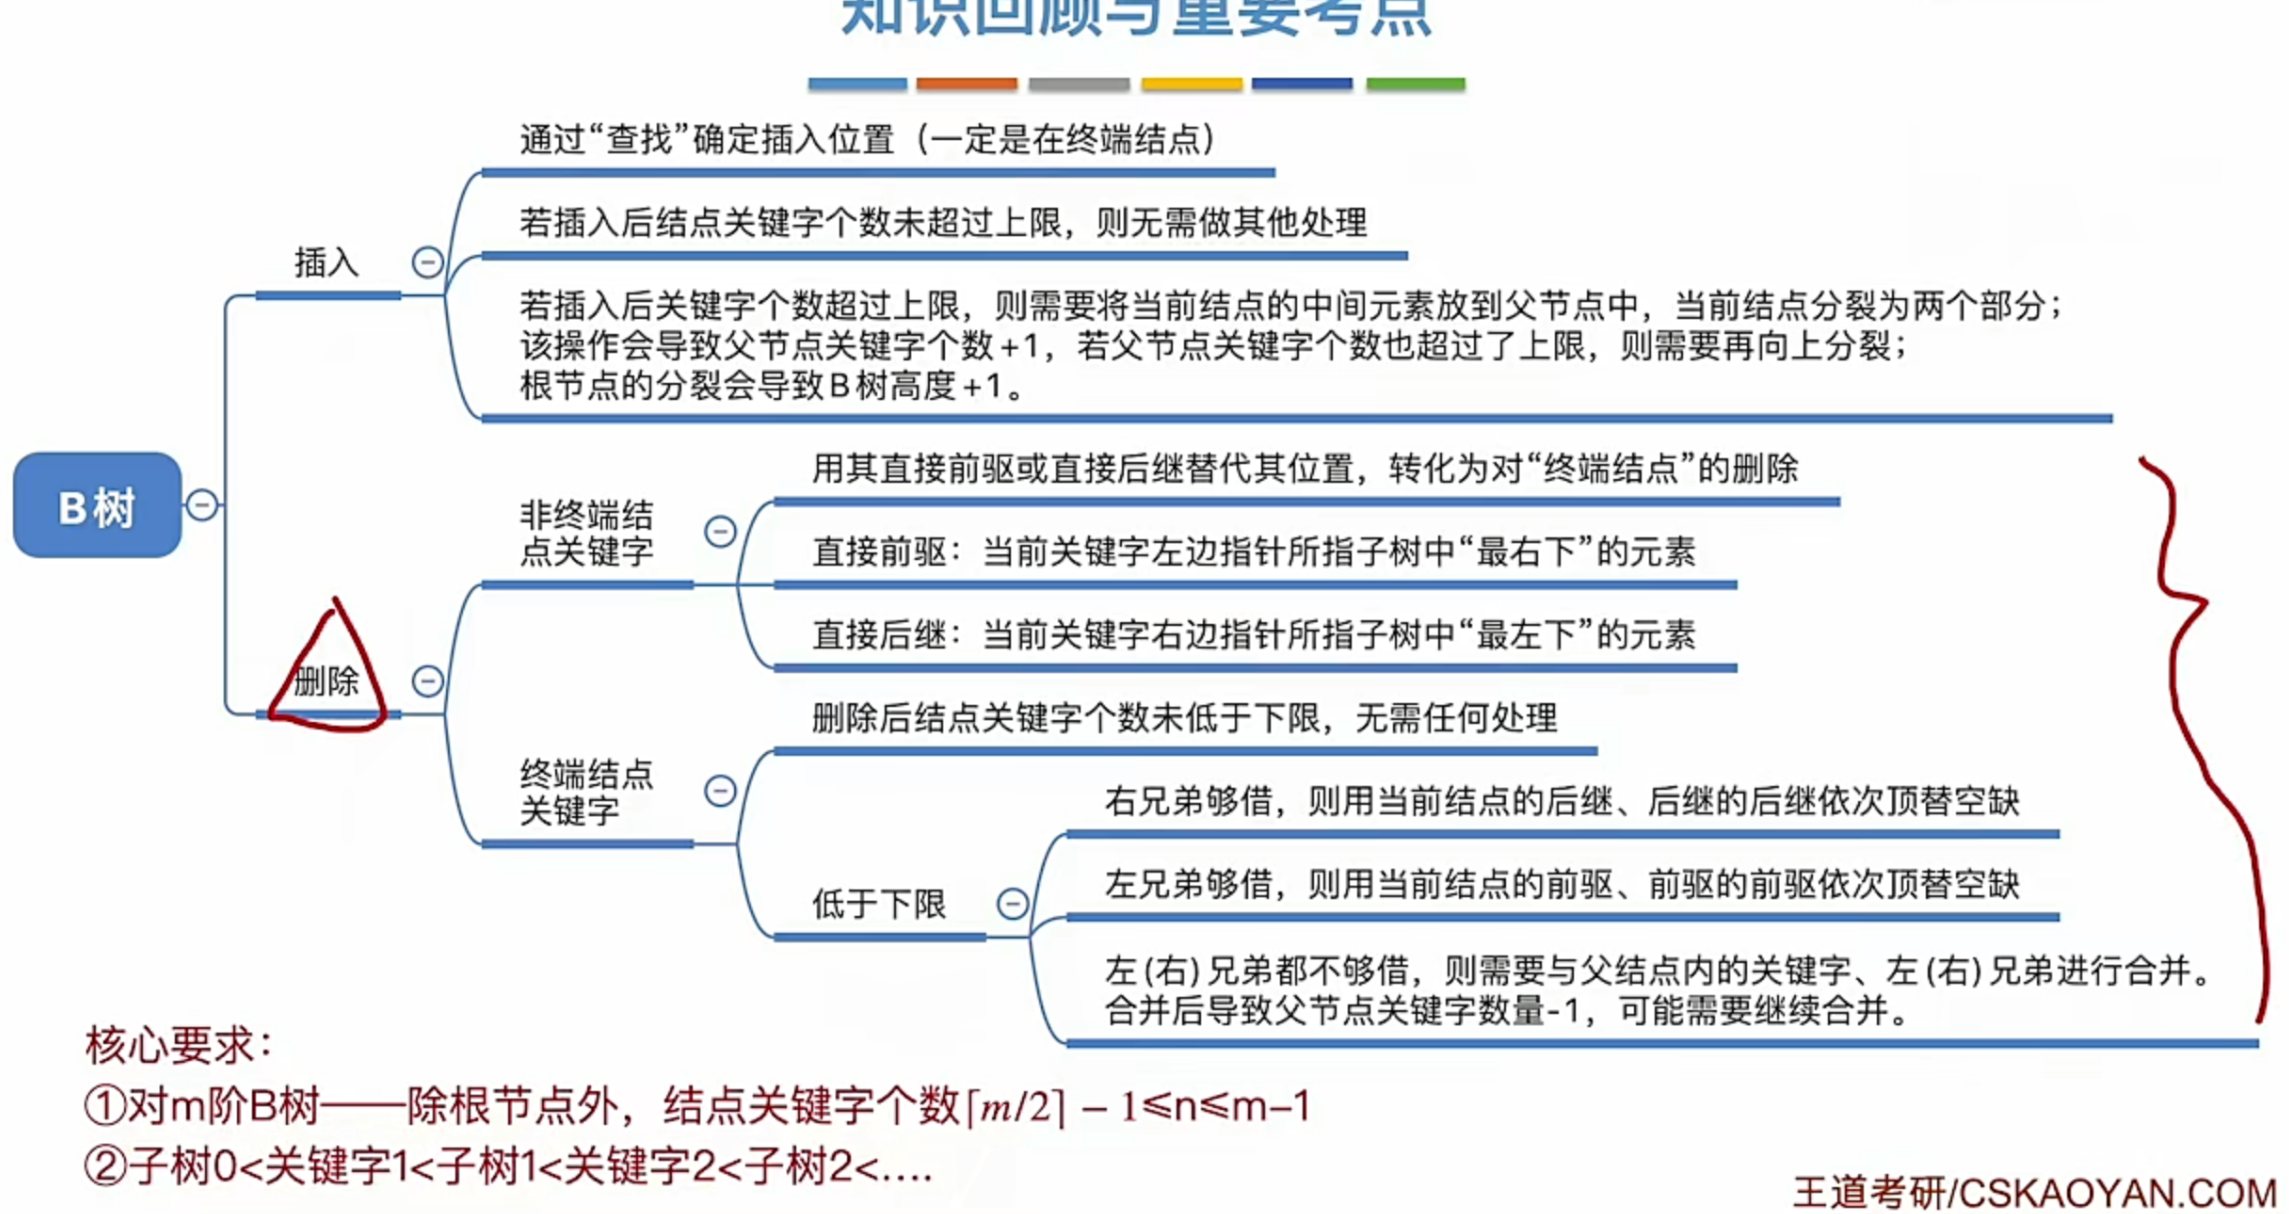 知识回顾与重要考点
通过“查找”确定插入位置（一定是在终端结点）
若插入后结点关键字个数未超过上限，则无需做其他处理
插入
若插入后关键字个数超过上限，则需要将当前结点的中间元素放到父节点中，当前结点分裂为两个部分；
该操作会导致父节点关键字个数+1，若父节点关键字个数也超过了上限，则需要再向上分裂；
根节点的分裂会导致B树高度+1。
B树
用其直接前驱或直接后继替代其位置，转化为对“终端结点”的删除
非终端结
点关键字
直接前驱：当前关键字左边指针所指子树中“最右下”的元素
直接后继：当前关键字右边指针所指子树中“最左下”的元素
删除
删除后结点关键字个数未低于下限，无需任何处理
终端结点
关键字
右兄弟够借，则用当前结点的后继、后继的后继依次顶替空缺
左兄弟够借，则用当前结点的前驱、前驱的前驱依次顶替空缺
低于下限
左(右)兄弟都不够借，则需要与父结点内的关键字、左(右)兄弟进行合并。
合并后导致父节点关键字数量-1，可能需要继续合并。
核心要求：
①对m阶B树——除根节点外，结点关键字个数⌈m/2⌉ − 1≤n≤m−1
②子树0<关键字1<子树1<关键字2<子树2<....
王道考研/CSKAOYAN.COM